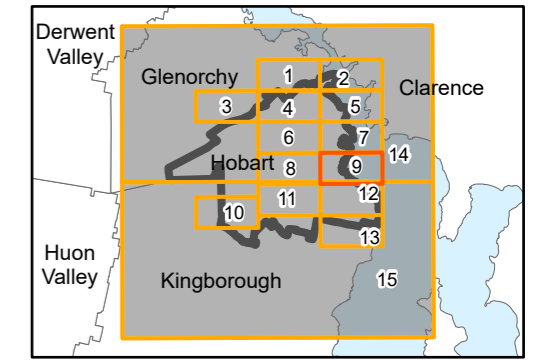 Derwent
Valley
Glenorchy
Clarence
1
2
3
4
5
6
7
Hobart
8
9
14
10
11
12
13
Huon
Valley
Kingborough
15